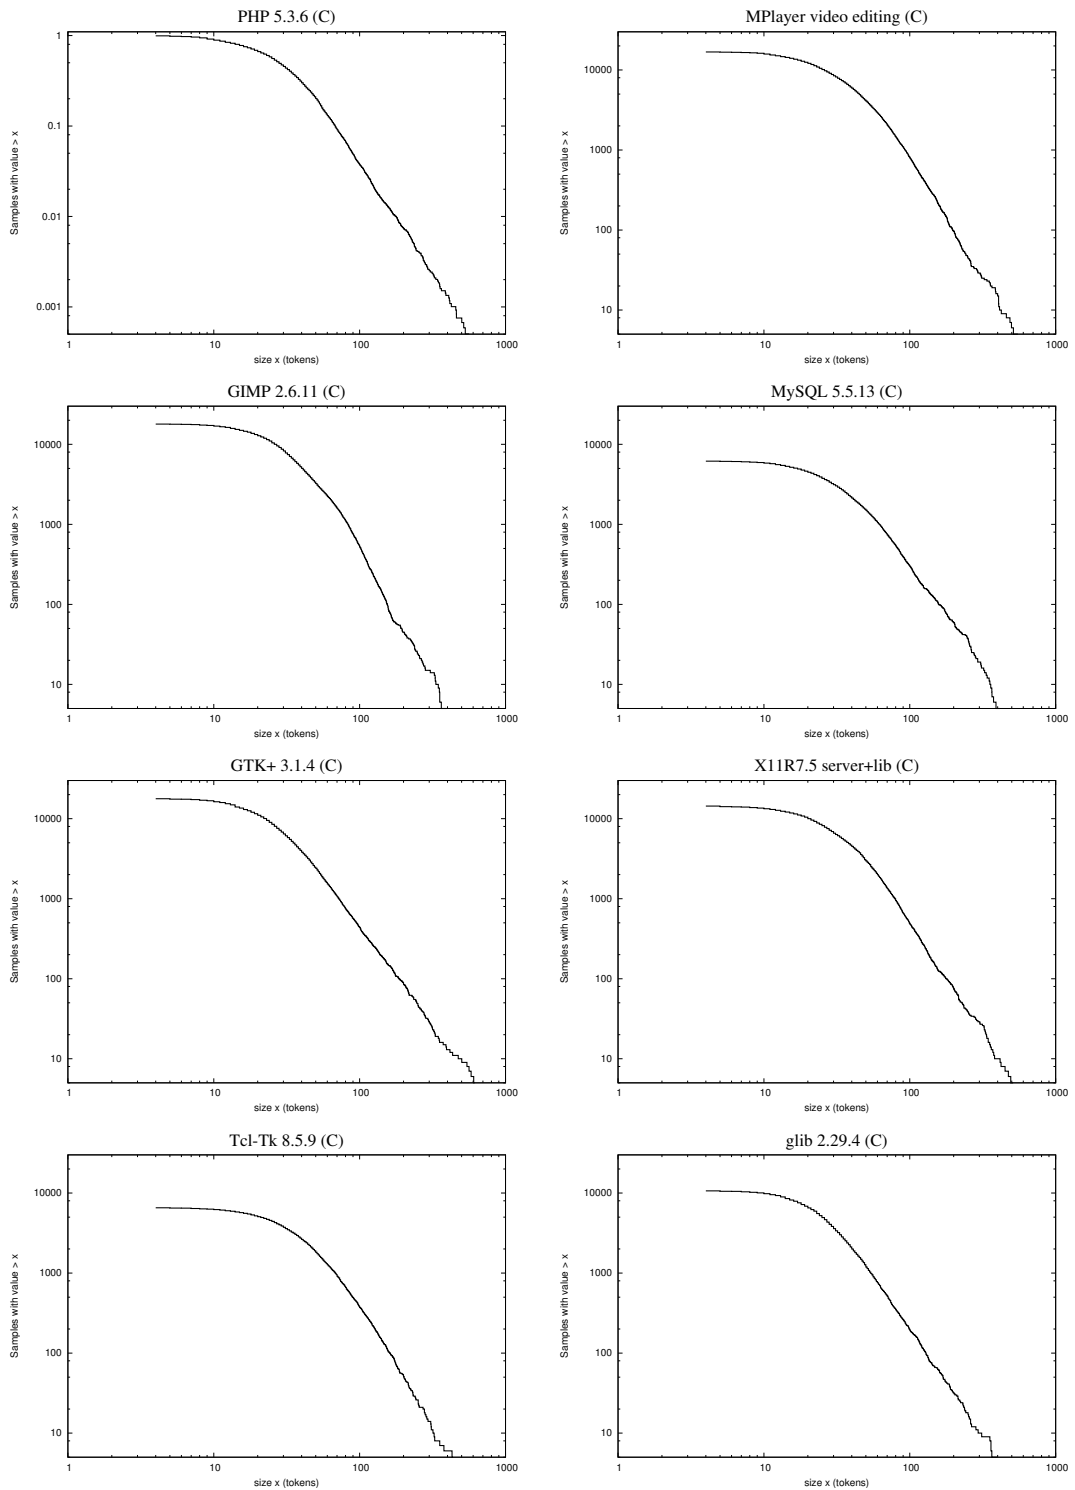 PHP 5.3.6 (C)
1
0.1
0.01
0.001
Samples with value > x
1 10 100 1000
size x (tokens)
MPlayer video editing (C)
10000
1000
100
10
Samples with value > x
1 10 100 1000
size x (tokens)
GIMP 2.6.11 (C)
10000
1000
100
10
Samples with value > x
1 10 100 1000
size x (tokens)
MySQL 5.5.13 (C)
10000
1000
100
10
Samples with value > x
1 10 100 1000
size x (tokens)
GTK+ 3.1.4 (C)
10000
1000
100
10
Samples with value > x
1 10 100 1000
size x (tokens)
X11R7.5 server+lib (C)
10000
1000
100
10
Samples with value > x
1 10 100 1000
size x (tokens)
Tcl-Tk 8.5.9 (C)
10000
1000
100
10
Samples with value > x
1 10 100 1000
size x (tokens)
glib 2.29.4 (C)
10000
1000
100
10
Samples with value > x
1 10 100 1000
size x (tokens)